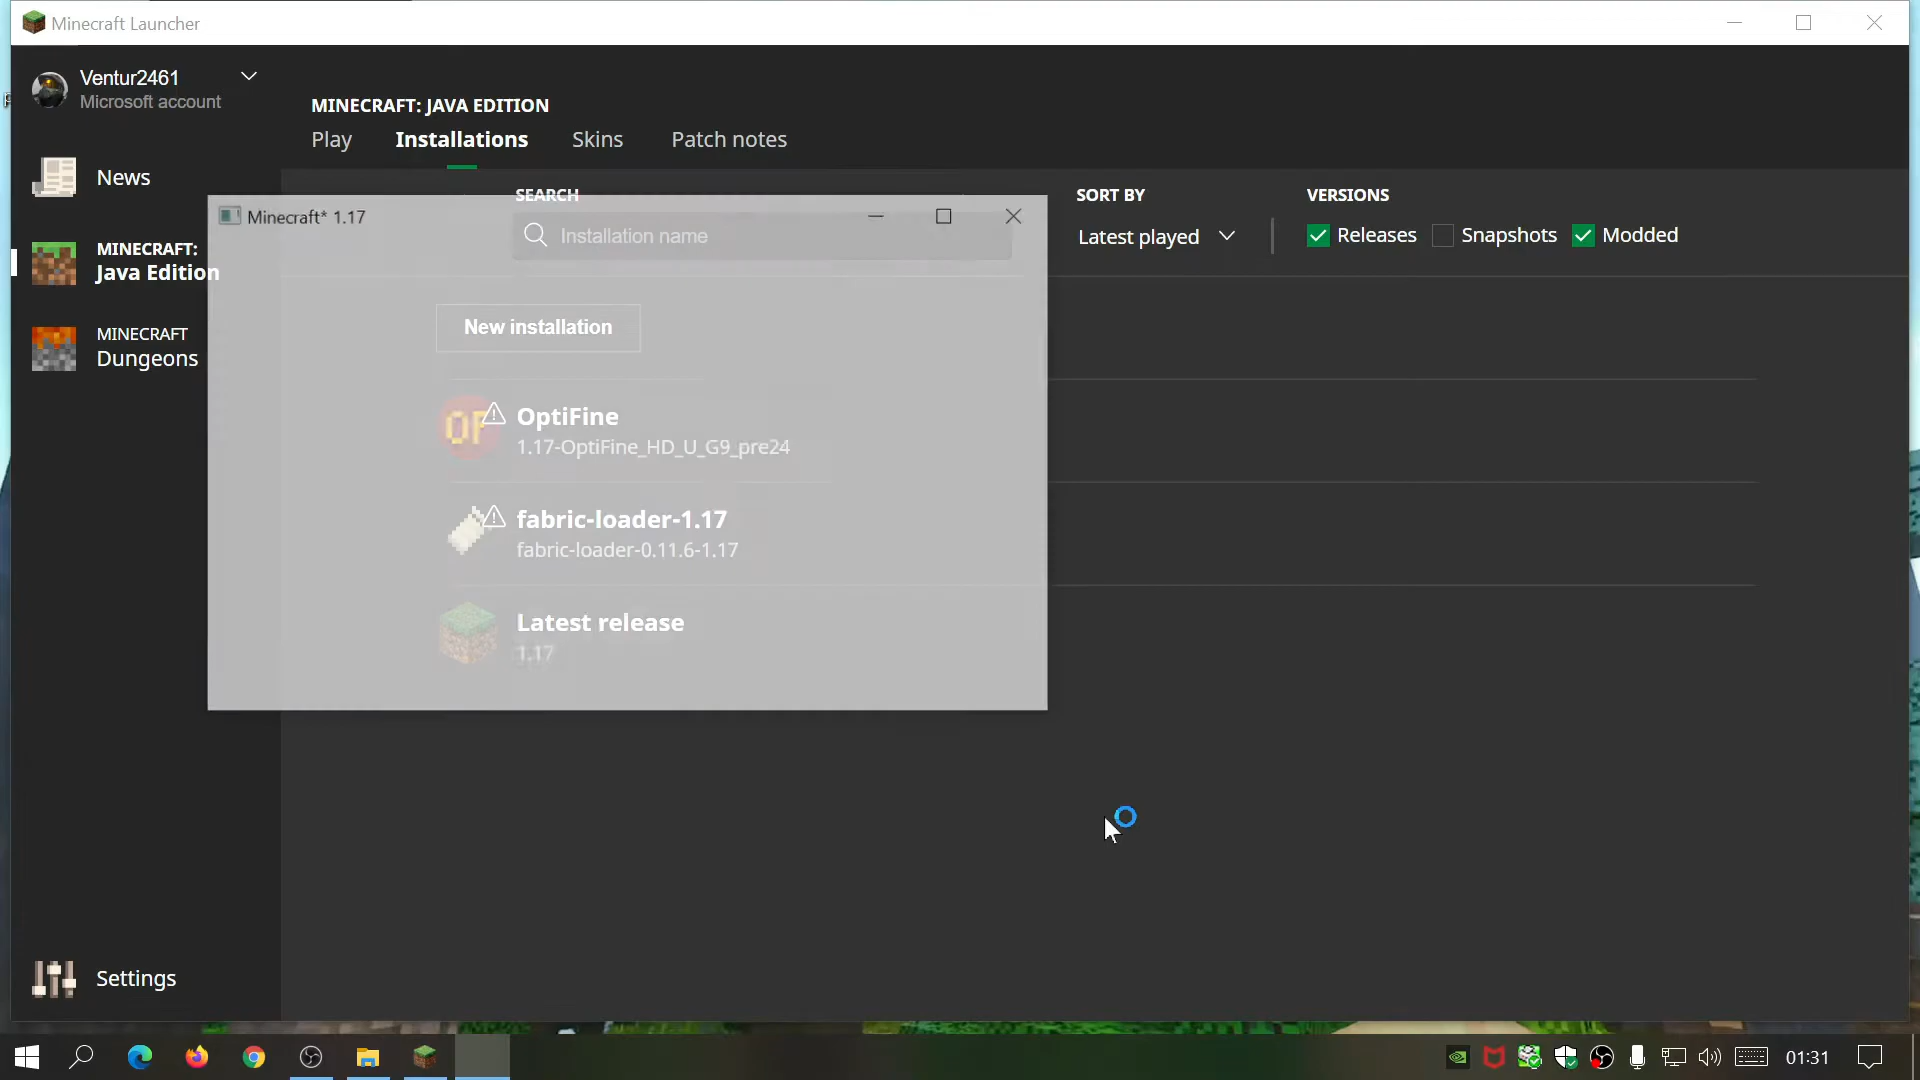 Minecraft Launcher
Ventur2461
Microsoft account
News
MINECRAFT:
Java Edition
MINECRAFT
Dungeons
Settings
MINECRAFT: JAVA EDITION
Play Installations Skins Patch notes
SEARCH
Installation name
SORT BY
Latest played
VERSIONS
Releases Snapshots Modded
Minecraft* 1.17
New installation
OF
OptiFine
1.17-OptiFine_HD_U_G9_pre24
fabric-loader-1.17
fabric-loader-0.11.6-1.17
Latest release
1.17
01:31